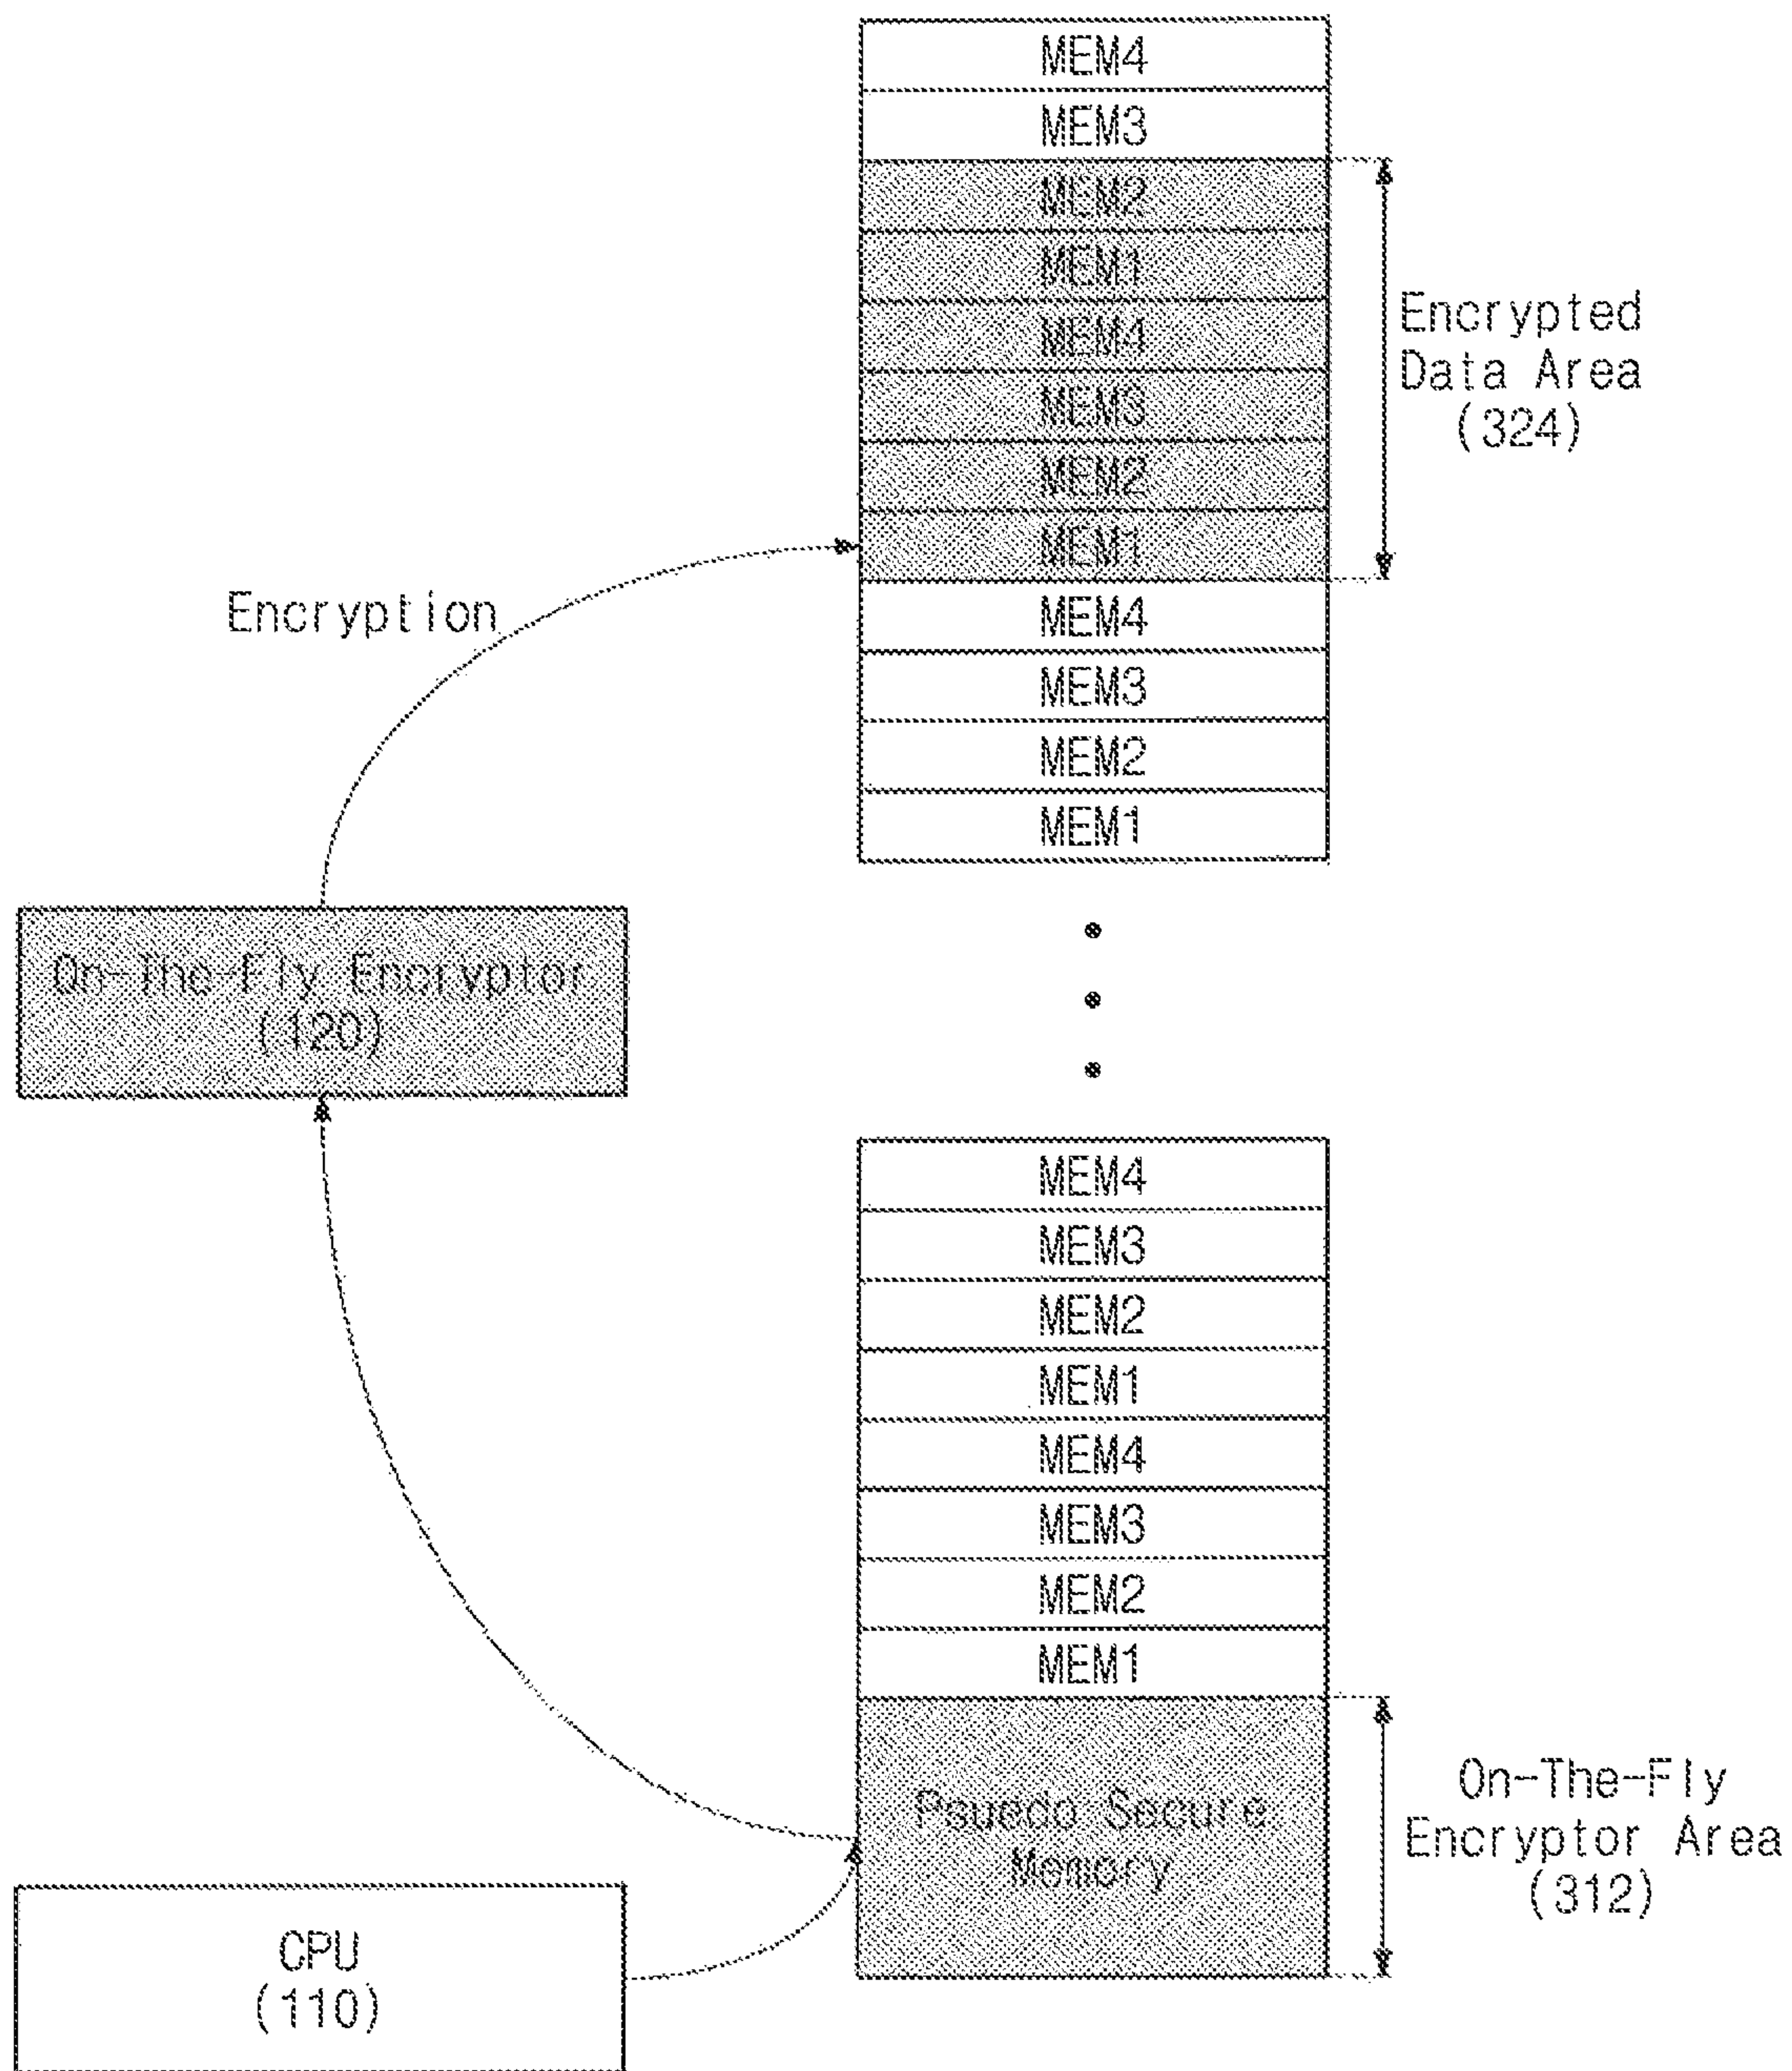 MEM4
MEM3
MEM2
MEM1
MEM4
MEM3
MEM2
MEM1
MEM4
MEM3
MEM2
MEM1
Encrypted
Data Area
(324)
Encryption
On-The-Fly Encryptor
(120)
MEM4
MEM3
MEM2
MEM1
MEM4
MEM3
MEM2
MEM1
Psuedo Secure
Memory
On-The-Fly
Encryptor Area
(312)
CPU
(110)